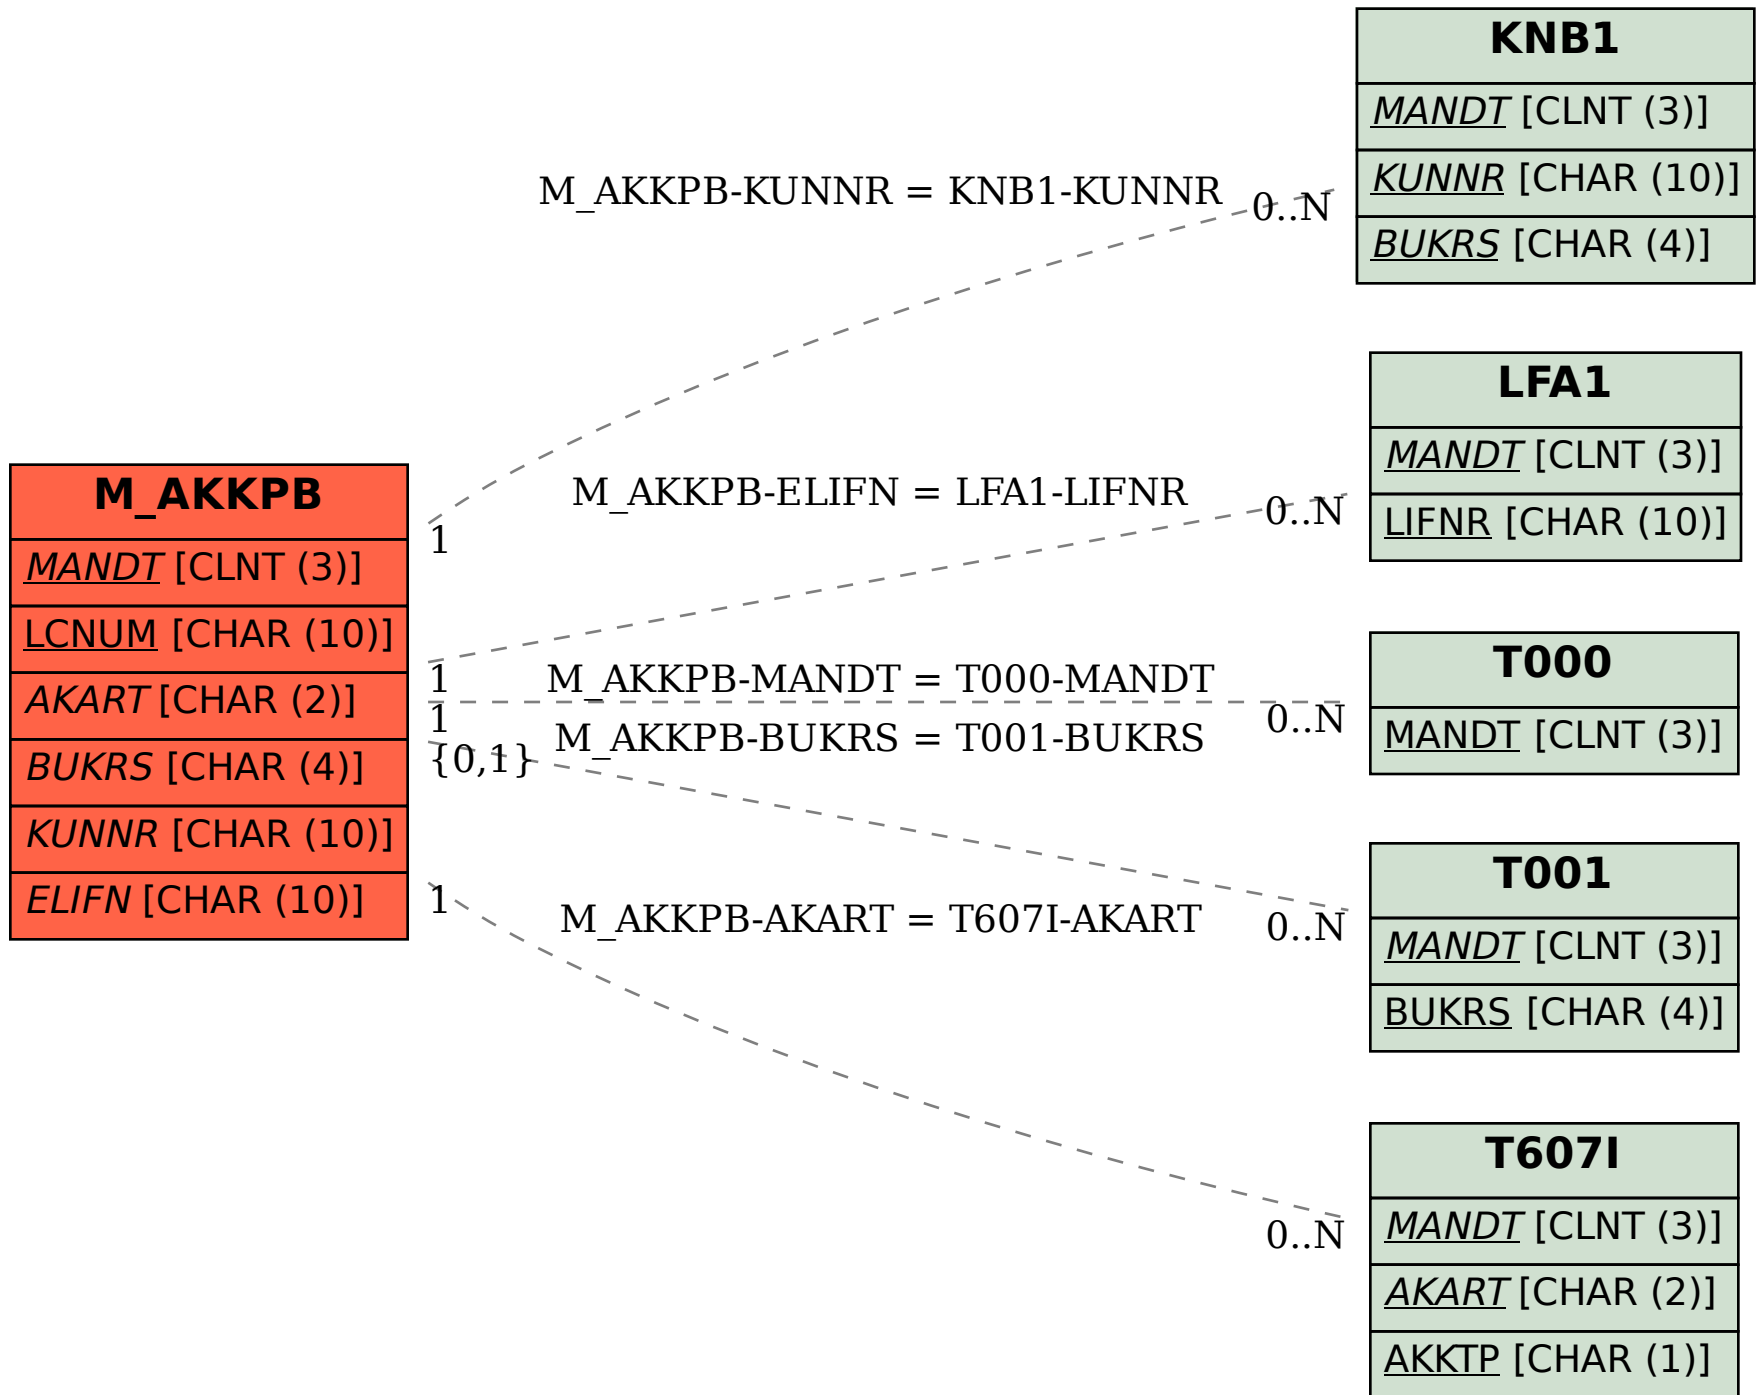 KNB1
MANDT [CLNT (3)]
KUNNR [CHAR (10)]
BUKRS [CHAR (4)]
M_AKKPB-KUNNR = KNB1-KUNNR
0..N
1
LFA1
MANDT [CLNT (3)]
LIFNR [CHAR (10)]
M_AKKPB-ELIFN = LFA1-LIFNR
0..N
1
M_AKKPB
MANDT [CLNT (3)]
LCNUM [CHAR (10)]
AKART [CHAR (2)]
BUKRS [CHAR (4)]
KUNNR [CHAR (10)]
ELIFN [CHAR (10)]
T000
MANDT [CLNT (3)]
M_AKKPB-MANDT = T000-MANDT
0..N
1
M_AKKPB-BUKRS = T001-BUKRS
{0,1}
0..N
T001
MANDT [CLNT (3)]
BUKRS [CHAR (4)]
1
M_AKKPB-AKART = T607I-AKART
0..N
T607I
MANDT [CLNT (3)]
AKART [CHAR (2)]
AKKTP [CHAR (1)]